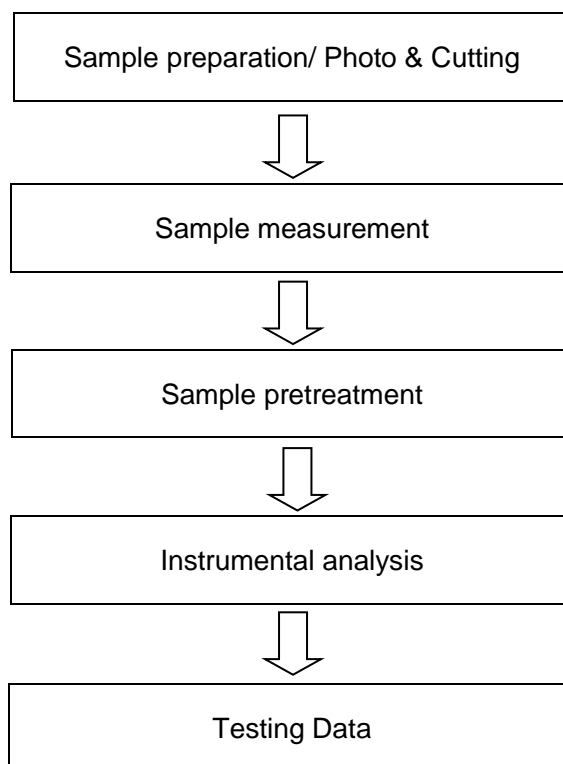 Sample preparation/ Photo & Cutting
Sample measurement
Sample pretreatment
Instrumental analysis
Testing Data